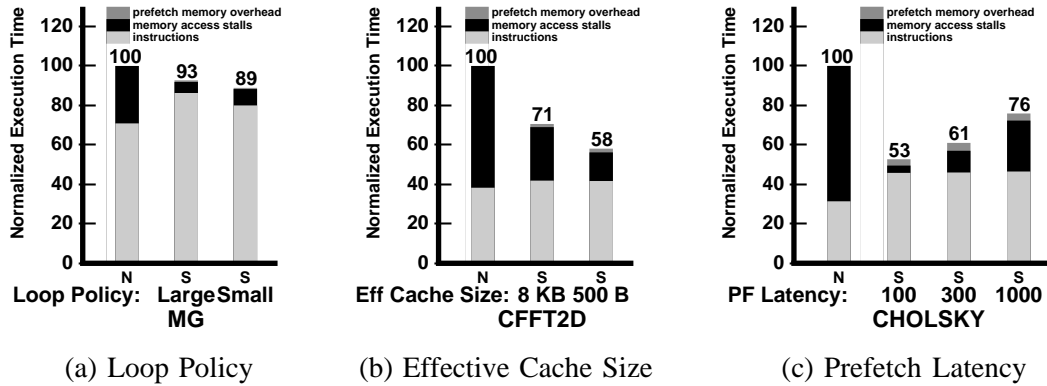 Normalized Execution Time
120
100
80
60
40
20
0
prefetch memory overhead
memory access stalls
instructions
100
93
89
N S S
Loop Policy: Large Small
MG
(a) Loop Policy
Normalized Execution Time
120
100
80
60
40
20
0
prefetch memory overhead
memory access stalls
instructions
100
71
58
N S S
Eff Cache Size: 8 KB 500 B
CFFT2D
(b) Effective Cache Size
Normalized Execution Time
120
100
80
60
40
20
0
prefetch memory overhead
memory access stalls
instructions
100
53
61
76
N S S S
PF Latency: 100 300 1000
CHOLSKY
(c) Prefetch Latency